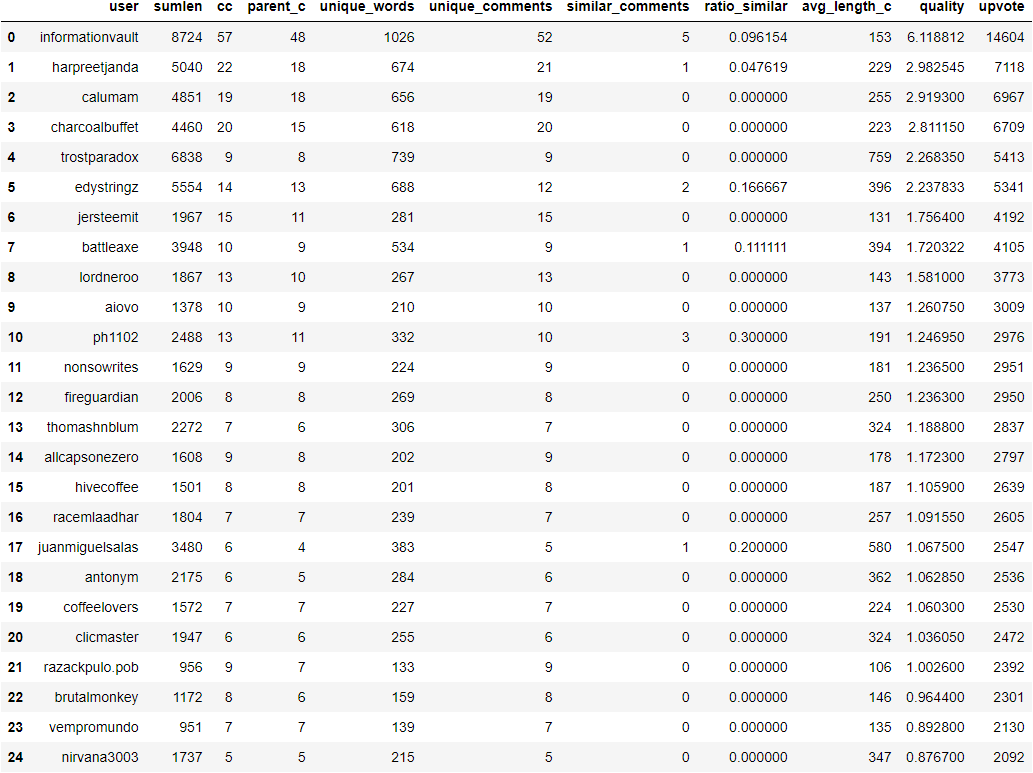 user sumlen cc parent_c unique_words unique_comments similar_comments ratio_similar avg_length_c quality upvote
0 informationvault 8724 57 48 1026 52 5 0.096154 153 6.118812 14604
1 harpreetjanda 5040 22 18 674 21 1 0.047619 229 2.982545 7118
2 calumam 4851 19 18 656 19 0 0.000000 255 2.919300 6967
3 charcoalbuffet 4460 20 15 618 20 0 0.000000 223 2.811150 6709
4 trostparadox 6838 9 8 739 9 0 0.000000 759 2.268350 5413
5 edystringz 5554 14 13 688 12 2 0.166667 396 2.237833 5341
6 jersteemit 1967 15 11 281 15 0 0.000000 131 1.756400 4192
7 battleaxe 3948 10 9 534 9 1 0.111111 394 1.720322 4105
8 lordneroo 1867 13 10 267 13 0 0.000000 143 1.581000 3773
9 aiovo 1378 10 9 210 10 0 0.000000 137 1.260750 3009
10 ph1102 2488 13 11 332 10 3 0.300000 191 1.246950 2976
11 nonsowrites 1629 9 9 224 9 0 0.000000 181 1.236500 2951
12 fireguardian 2006 8 8 269 8 0 0.000000 250 1.236300 2950
13 thomashnblum 2272 7 6 306 7 0 0.000000 324 1.188800 2837
14 allcapsonezero 1608 9 8 202 9 0 0.000000 178 1.172300 2797
15 hivecoffee 1501 8 8 201 8 0 0.000000 187 1.105900 2639
16 racemlaadhar 1804 7 7 239 7 0 0.000000 257 1.091550 2605
17 juanmiguelsalas 3480 6 4 383 5 1 0.200000 580 1.067500 2547
18 antonym 2175 6 5 284 6 0 0.000000 362 1.062850 2536
19 coffeelovers 1572 7 7 227 7 0 0.000000 224 1.060300 2530
20 clicmaster 1947 6 6 255 6 0 0.000000 324 1.036050 2472
21 razackpulo.pob 956 9 7 133 9 0 0.000000 106 1.002600 2392
22 brutalmonkey 1172 8 6 159 8 0 0.000000 146 0.964400 2301
23 vempromundo 951 7 7 139 7 0 0.000000 135 0.892800 2130
24 nirvana3003 1737 5 5 215 5 0 0.000000 347 0.876700 2092